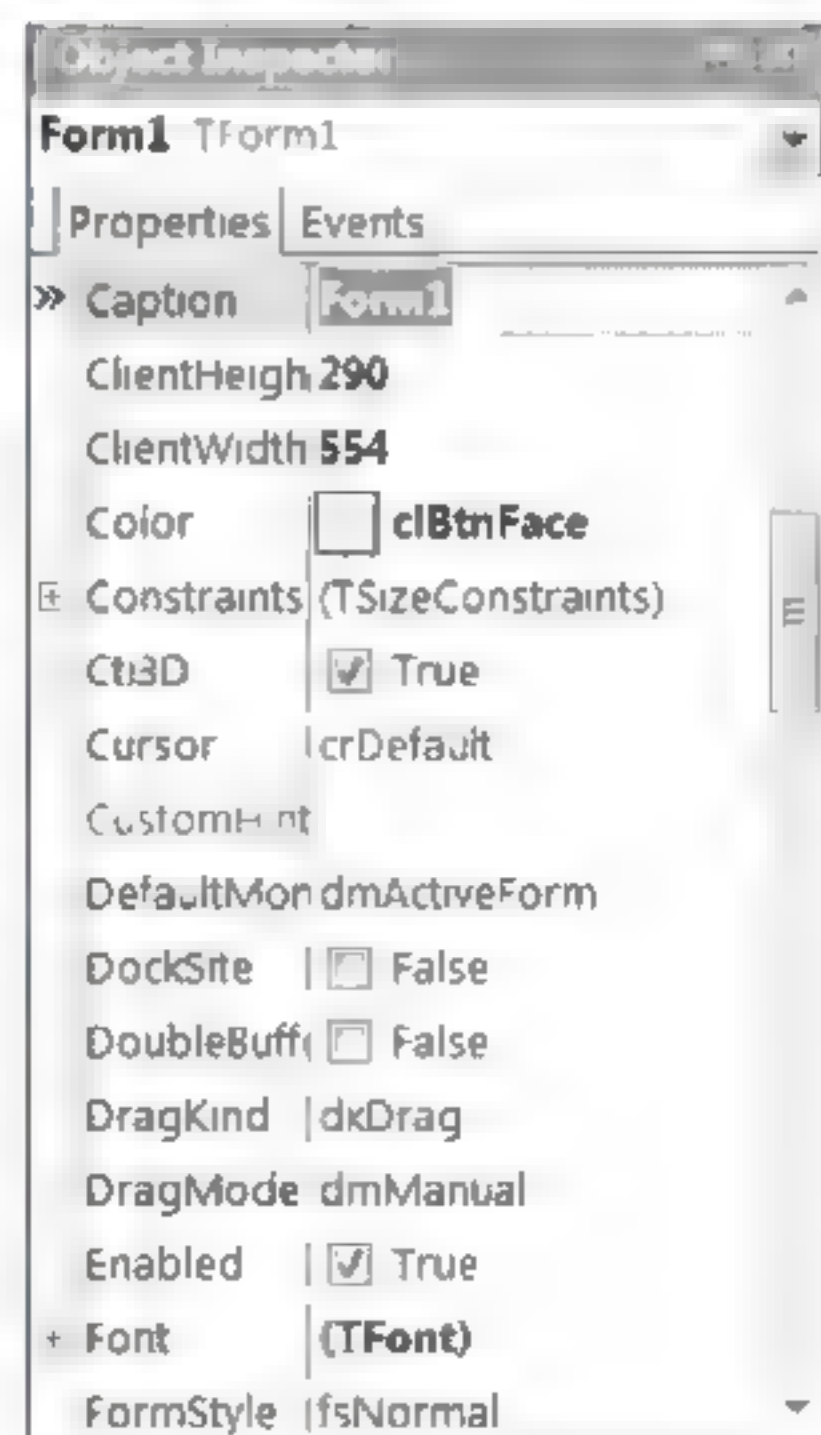 Object Inspector
Form1 TForm1
Properties Events
» Caption Form1
ClientHeigh 290
ClientWidth 554
Color clBtnFace
+ Constraints (TSizeConstraints)
Ctl3D True
Cursor crDefault
CustomHint
DefaultMon dmActiveForm
DockSite False
DoubleBuff False
DragKind dkDrag
DragMode dmManual
Enabled True
+ Font (TFont)
FormStyle fsNormal